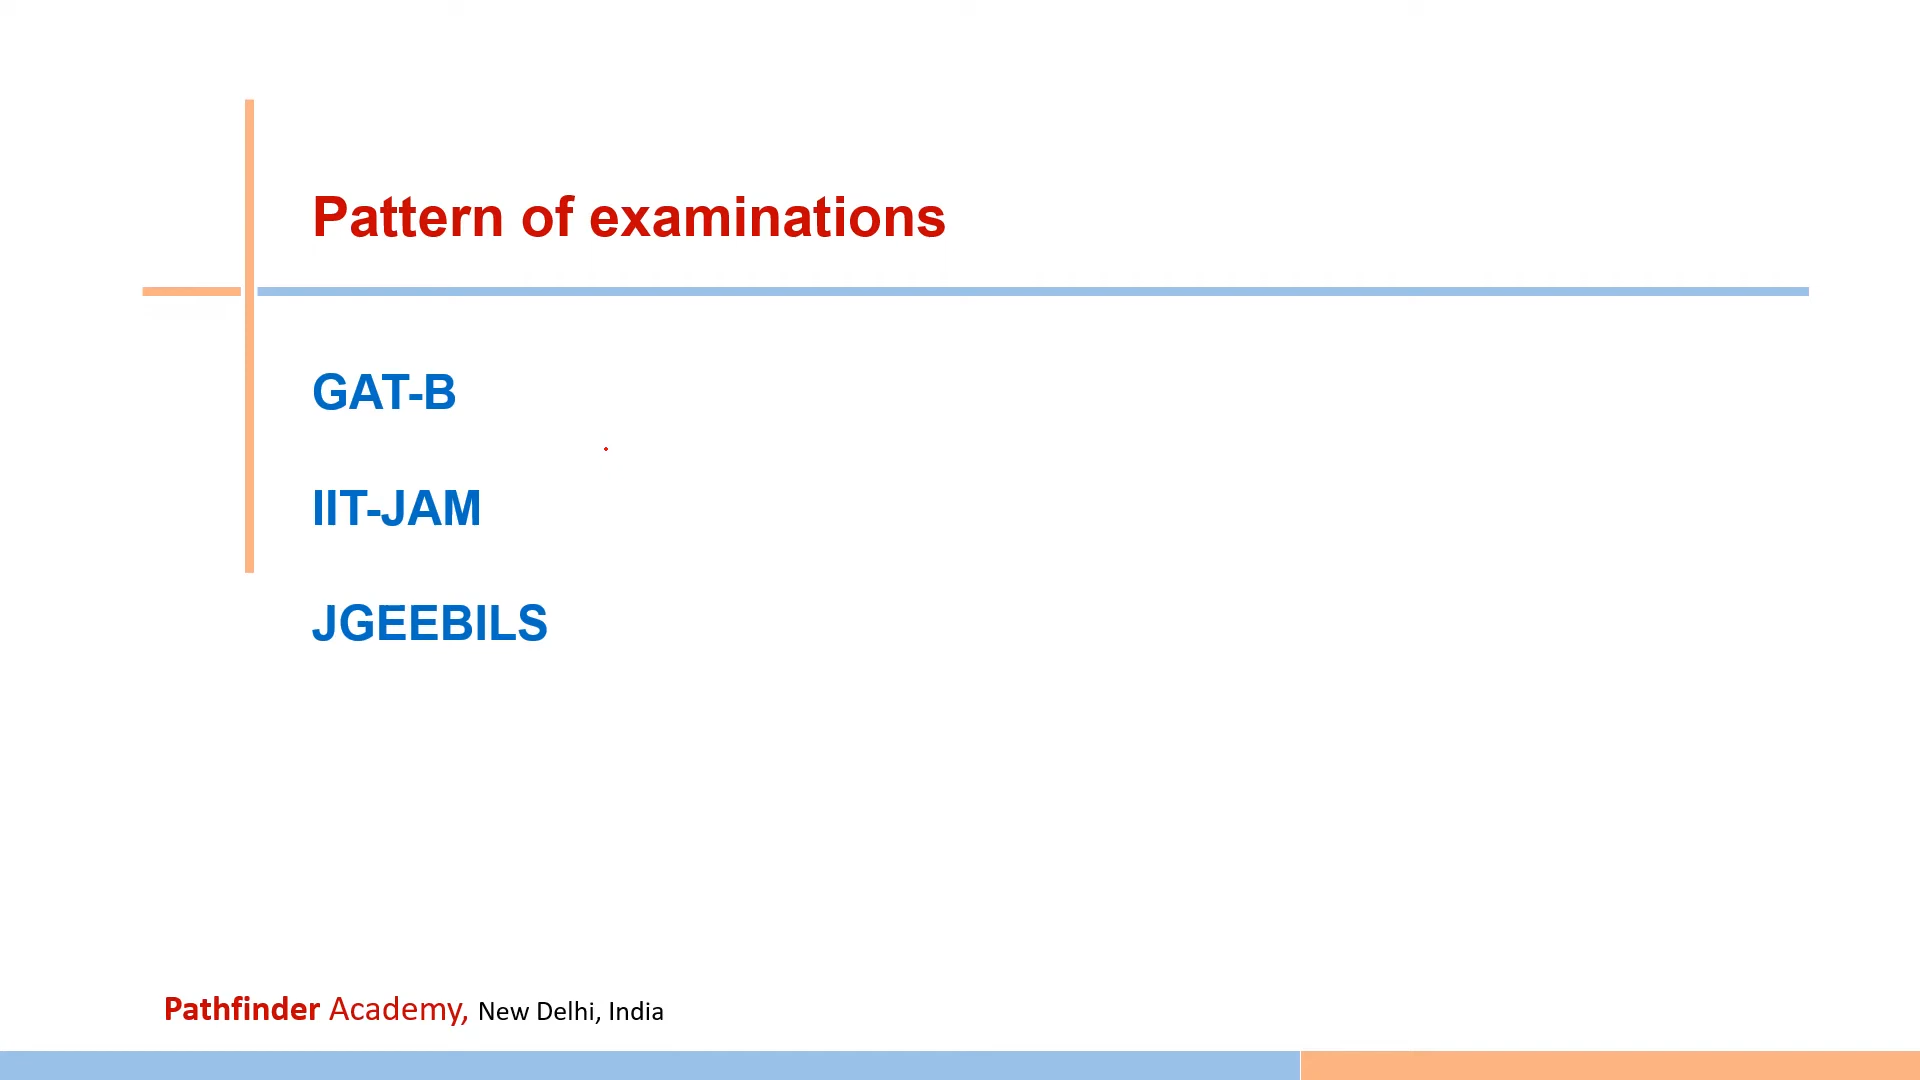 Pattern of examinations
GAT-B
IIT-JAM
JGEEBILS
Pathfinder Academy, New Delhi, India